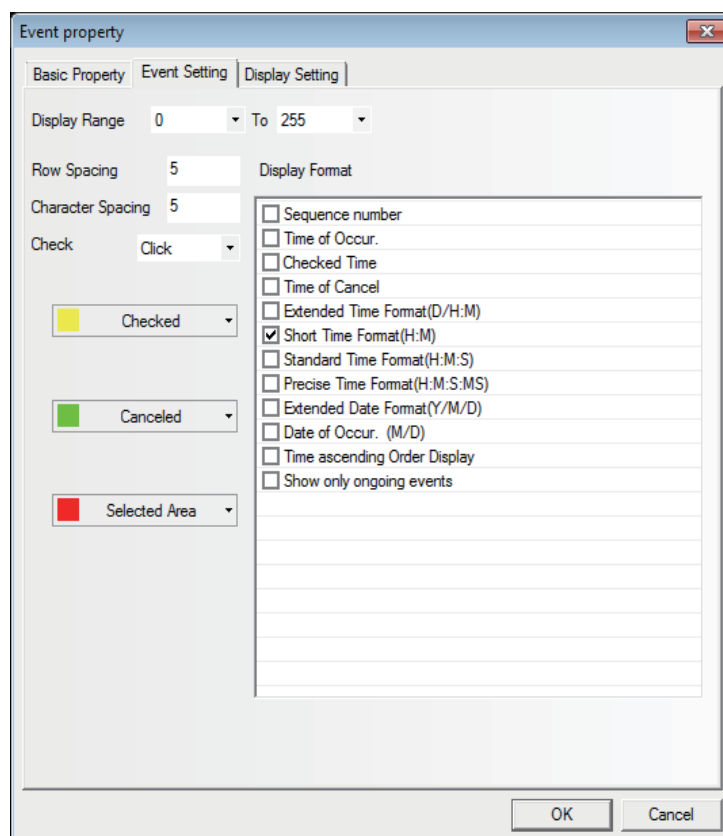 Event property
Basic Property Event Setting Display Setting
Display Range 0 To 255
Row Spacing 5 Display Format
Character Spacing 5
Check Click
Checked
Canceled
Selected Area
Sequence number
Time of Occur.
Checked Time
Time of Cancel
Extended Time Format(D/H:M)
Short Time Format(H:M)
Standard Time Format(H:M:S)
Precise Time Format(H:M:S:MS)
Extended Date Format(Y/M/D)
Date of Occur. (M/D)
Time ascending Order Display
Show only ongoing events
OK Cancel